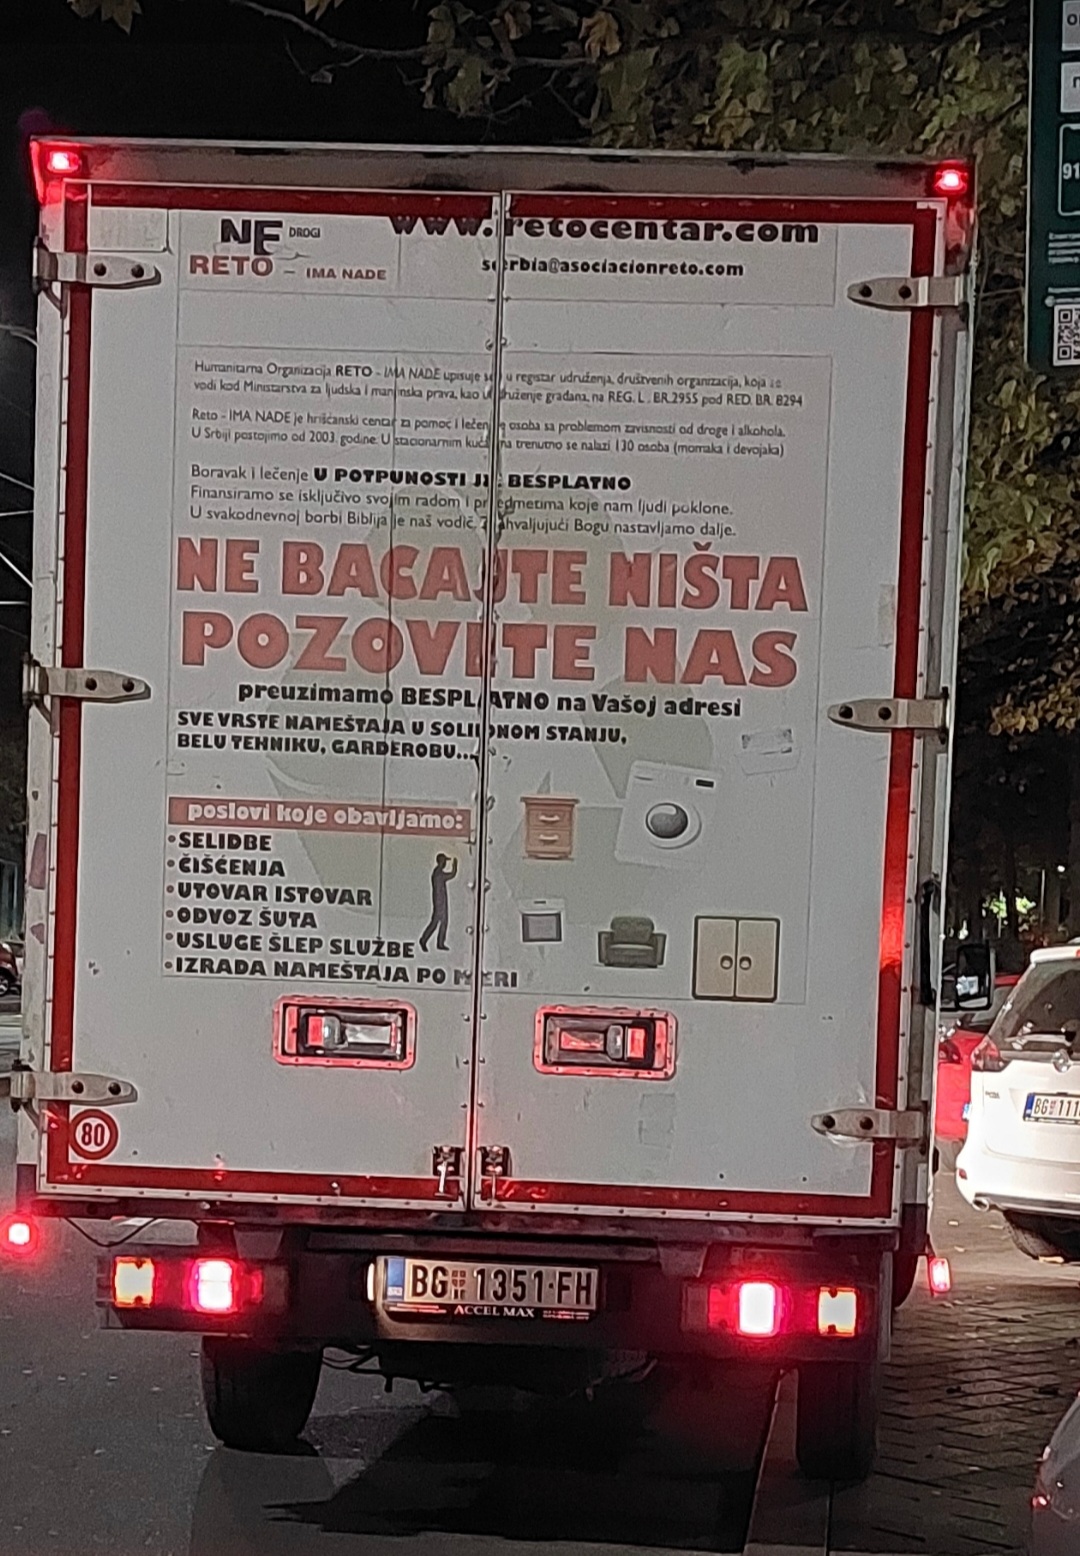 NE DROGI
RETO - IMA NADE
www.retocentar.com
serbia@asociacionreto.com
Humanitarna Organizacija RETO - IMA NADE upisuje se u registar udruženja, društvenih organizacija, koja se
vodi kod Ministarstva za ljudska i manjinska prava, kao udruženje građana, na REG. L. BR.2955 pod RED. BR. 8294
Reto - IMA NADE je hrišćanski centar za pomoć i lečenje osoba sa problemom zavisnosti od droge i alkohola.
U Srbiji postojimo od 2003. godine. U stacionarnim kućama trenutno se nalazi 130 osoba (momaka i devojaka)
Boravak i lečenje U POTPUNOSTI JE BESPLATNO
Finansiramo se isključivo svojim radom i predmetima koje nam ljudi poklone.
U svakodnevnoj borbi Biblija je naš vodič. Zahvaljujući Bogu nastavljamo dalje.
NE BACAJTE NIŠTA
POZOVITE NAS
preuzimamo BESPLATNO na Vašoj adresi
SVE VRSTE NAMEŠTAJA U SOLIDNOM STANJU,
BELU TEHNIKU, GARDEROBU...
poslovi koje obavljamo:
•SELIDBE
•ČIŠĆENJA
•UTOVAR ISTOVAR
•ODVOZ ŠUTA
•USLUGE ŠLEP SLUŽBE
•IZRADA NAMEŠTAJA PO MERI
80
BG 1351-FH
ACCEL MAX
BG 111
91